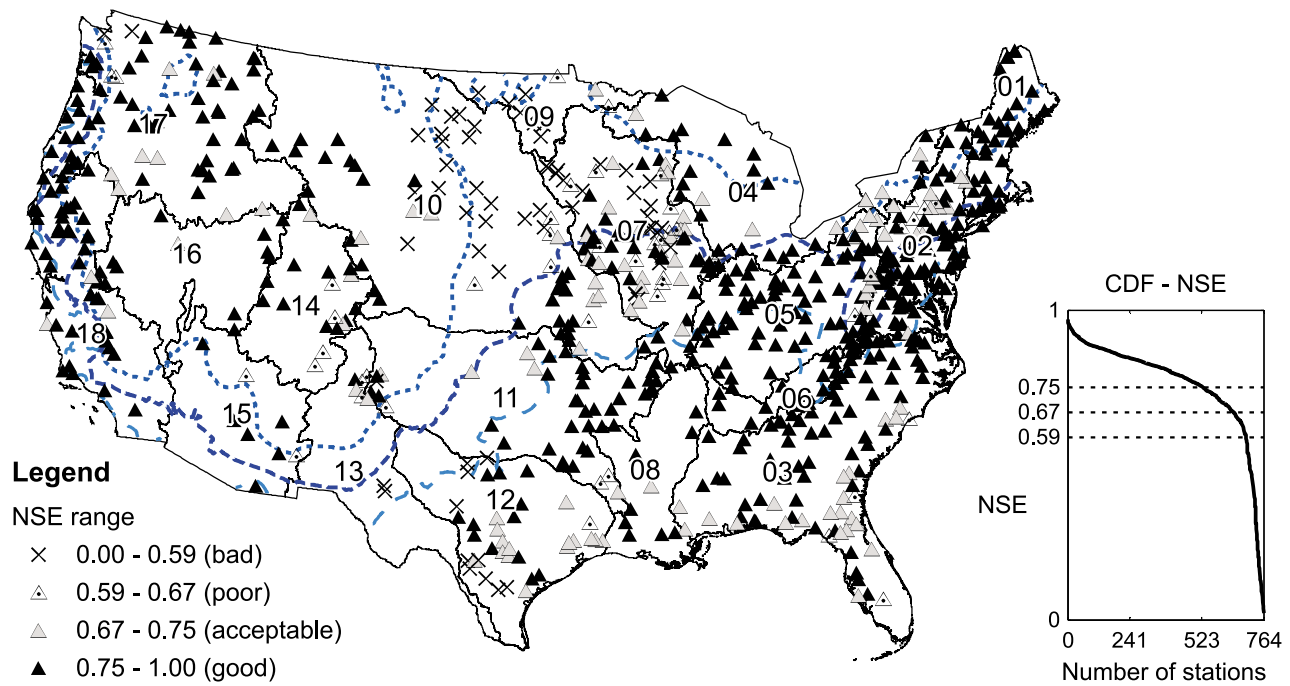 01
17
09
04
10
07
02
16
14
05
18
11
06
15
13
08
03
12
Legend
NSE range
0.00 - 0.59 (bad)
0.59 - 0.67 (poor)
0.67 - 0.75 (acceptable)
0.75 - 1.00 (good)
CDF - NSE
1
0.75
0.67
0.59
NSE
0
0 241 523 764
Number of stations